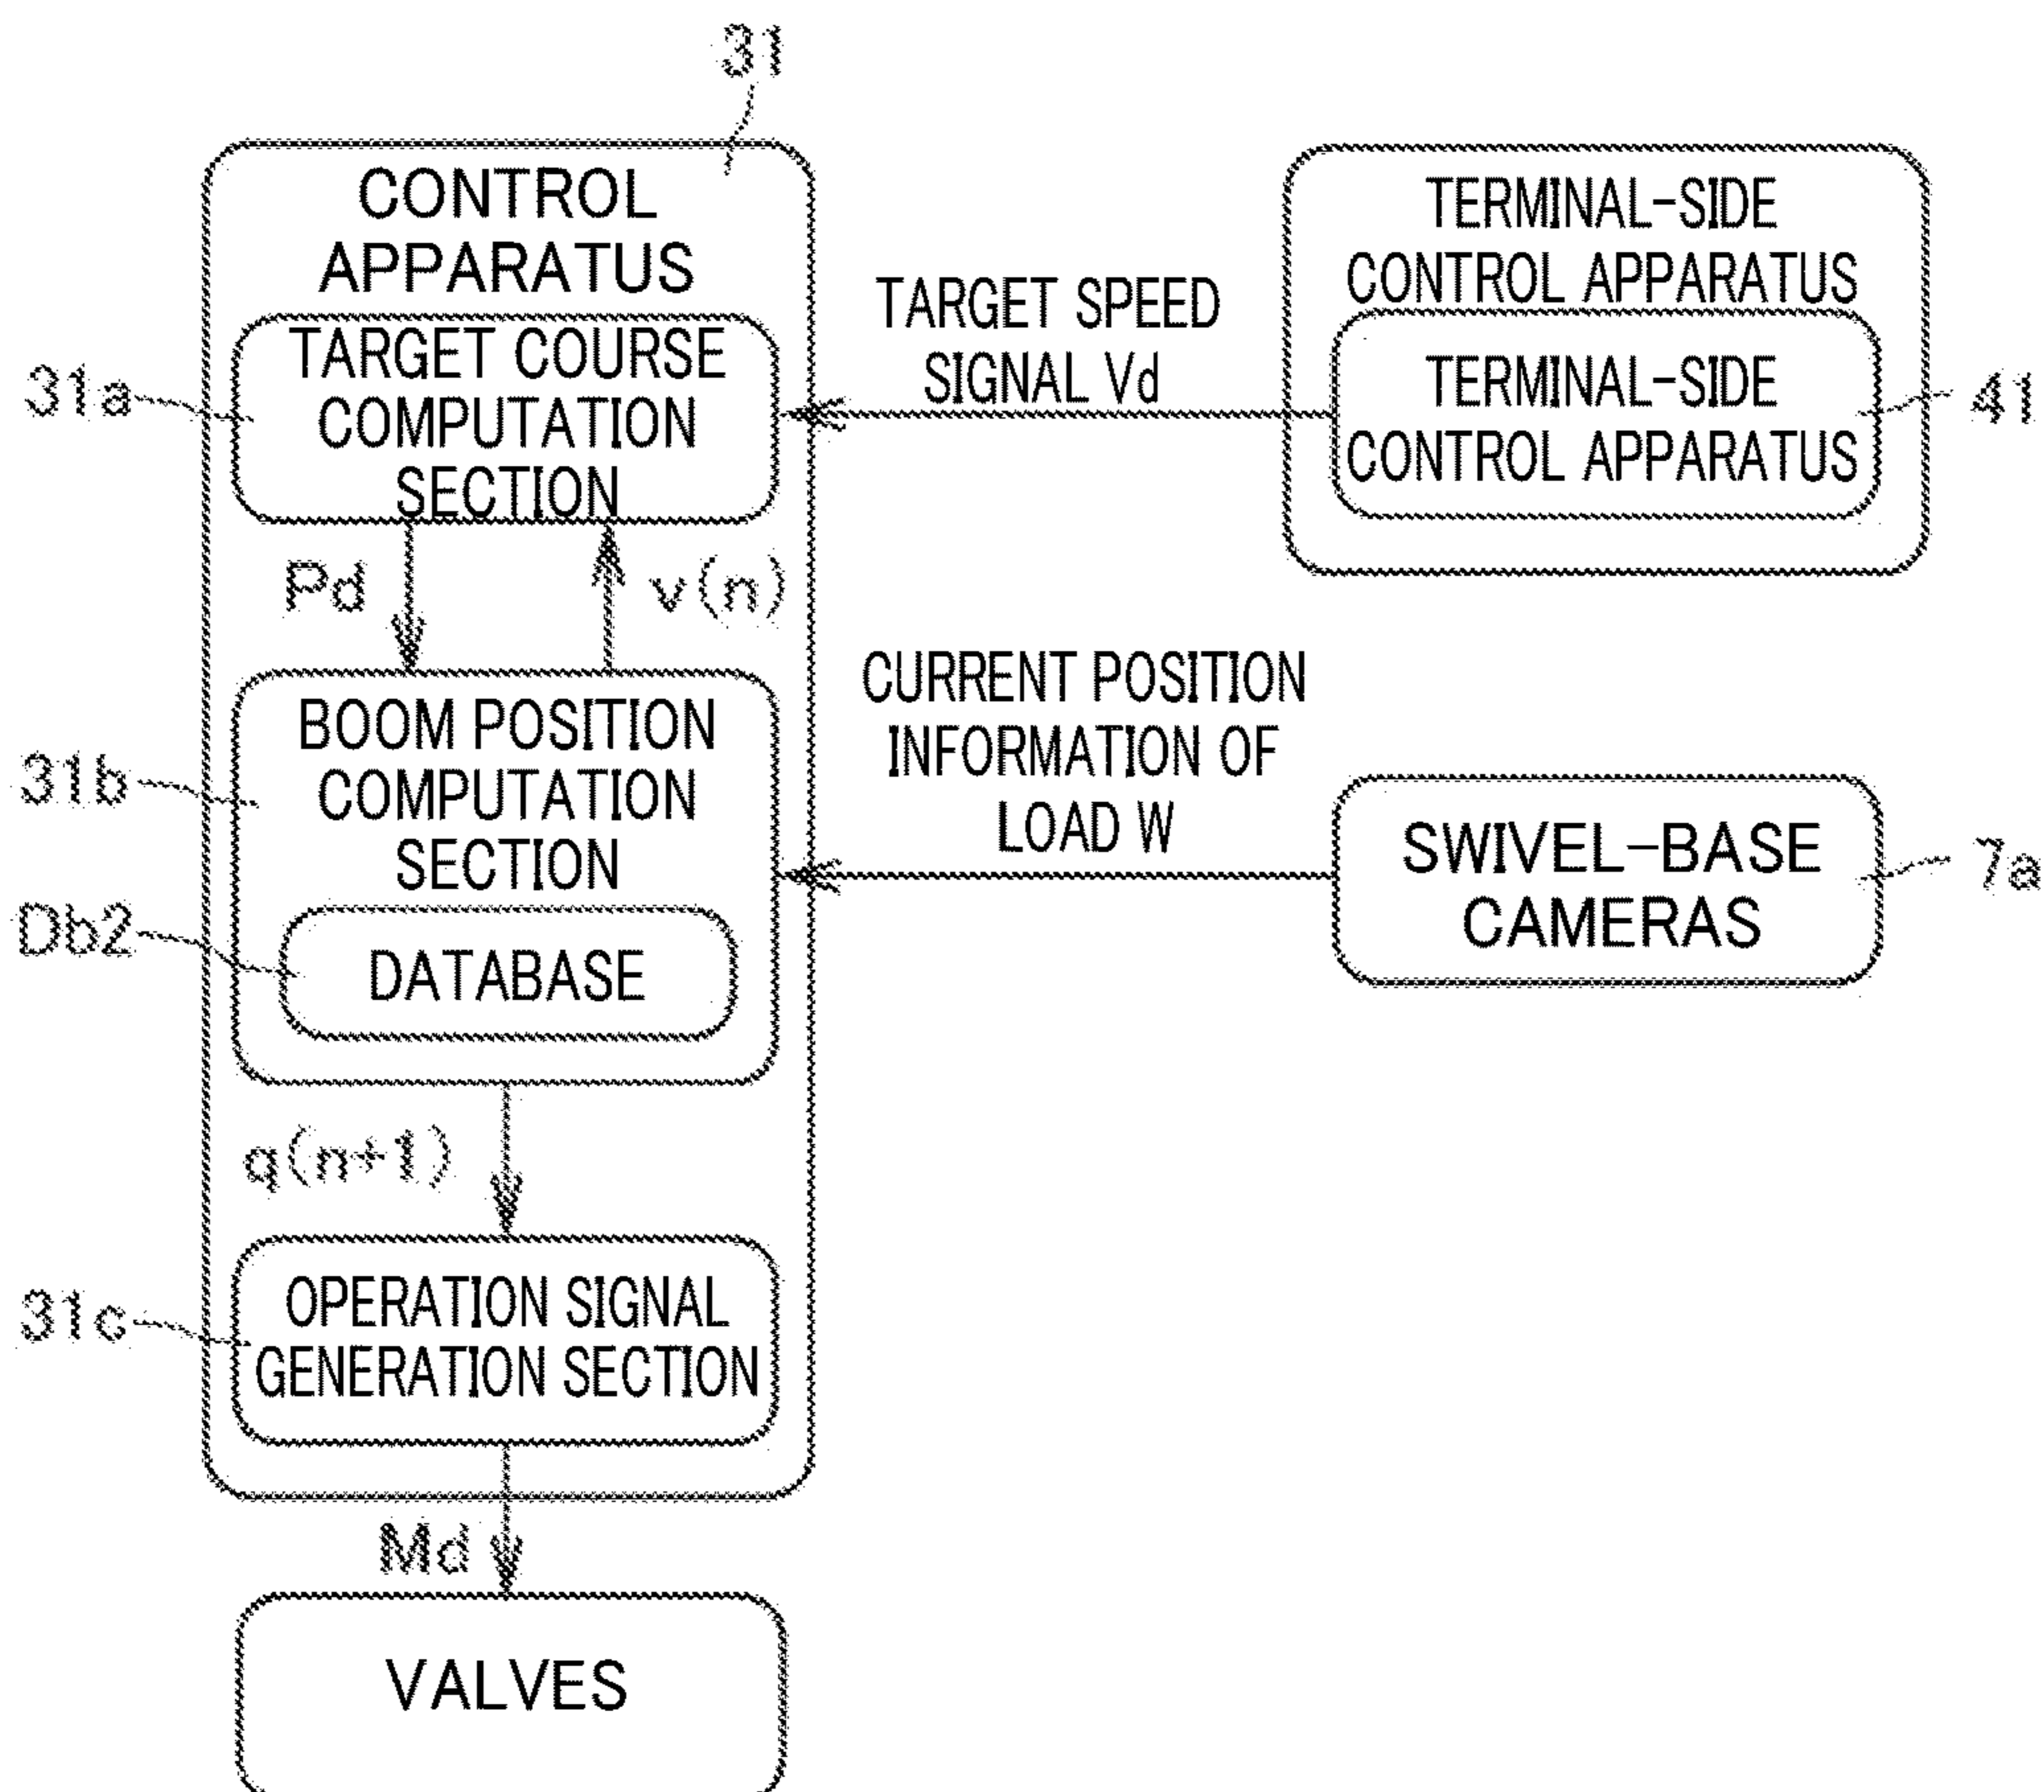 31
CONTROL
APPARATUS
TARGET COURSE
COMPUTATION
SECTION
31a
TARGET SPEED
SIGNAL Vd
TERMINAL-SIDE
CONTROL APPARATUS
TERMINAL-SIDE
CONTROL APPARATUS
41
Pd
v(n)
BOOM POSITION
COMPUTATION
SECTION
31b
CURRENT POSITION
INFORMATION OF
LOAD W
SWIVEL-BASE
CAMERAS
7a
Db2
DATABASE
q(n+1)
31c
OPERATION SIGNAL
GENERATION SECTION
Md
VALVES